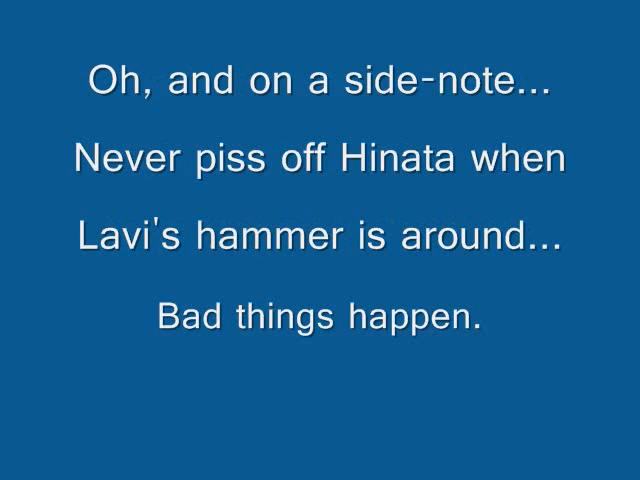 Oh, and on a side-note...
Never piss off Hinata when
Lavi's hammer is around...
Bad things happen.